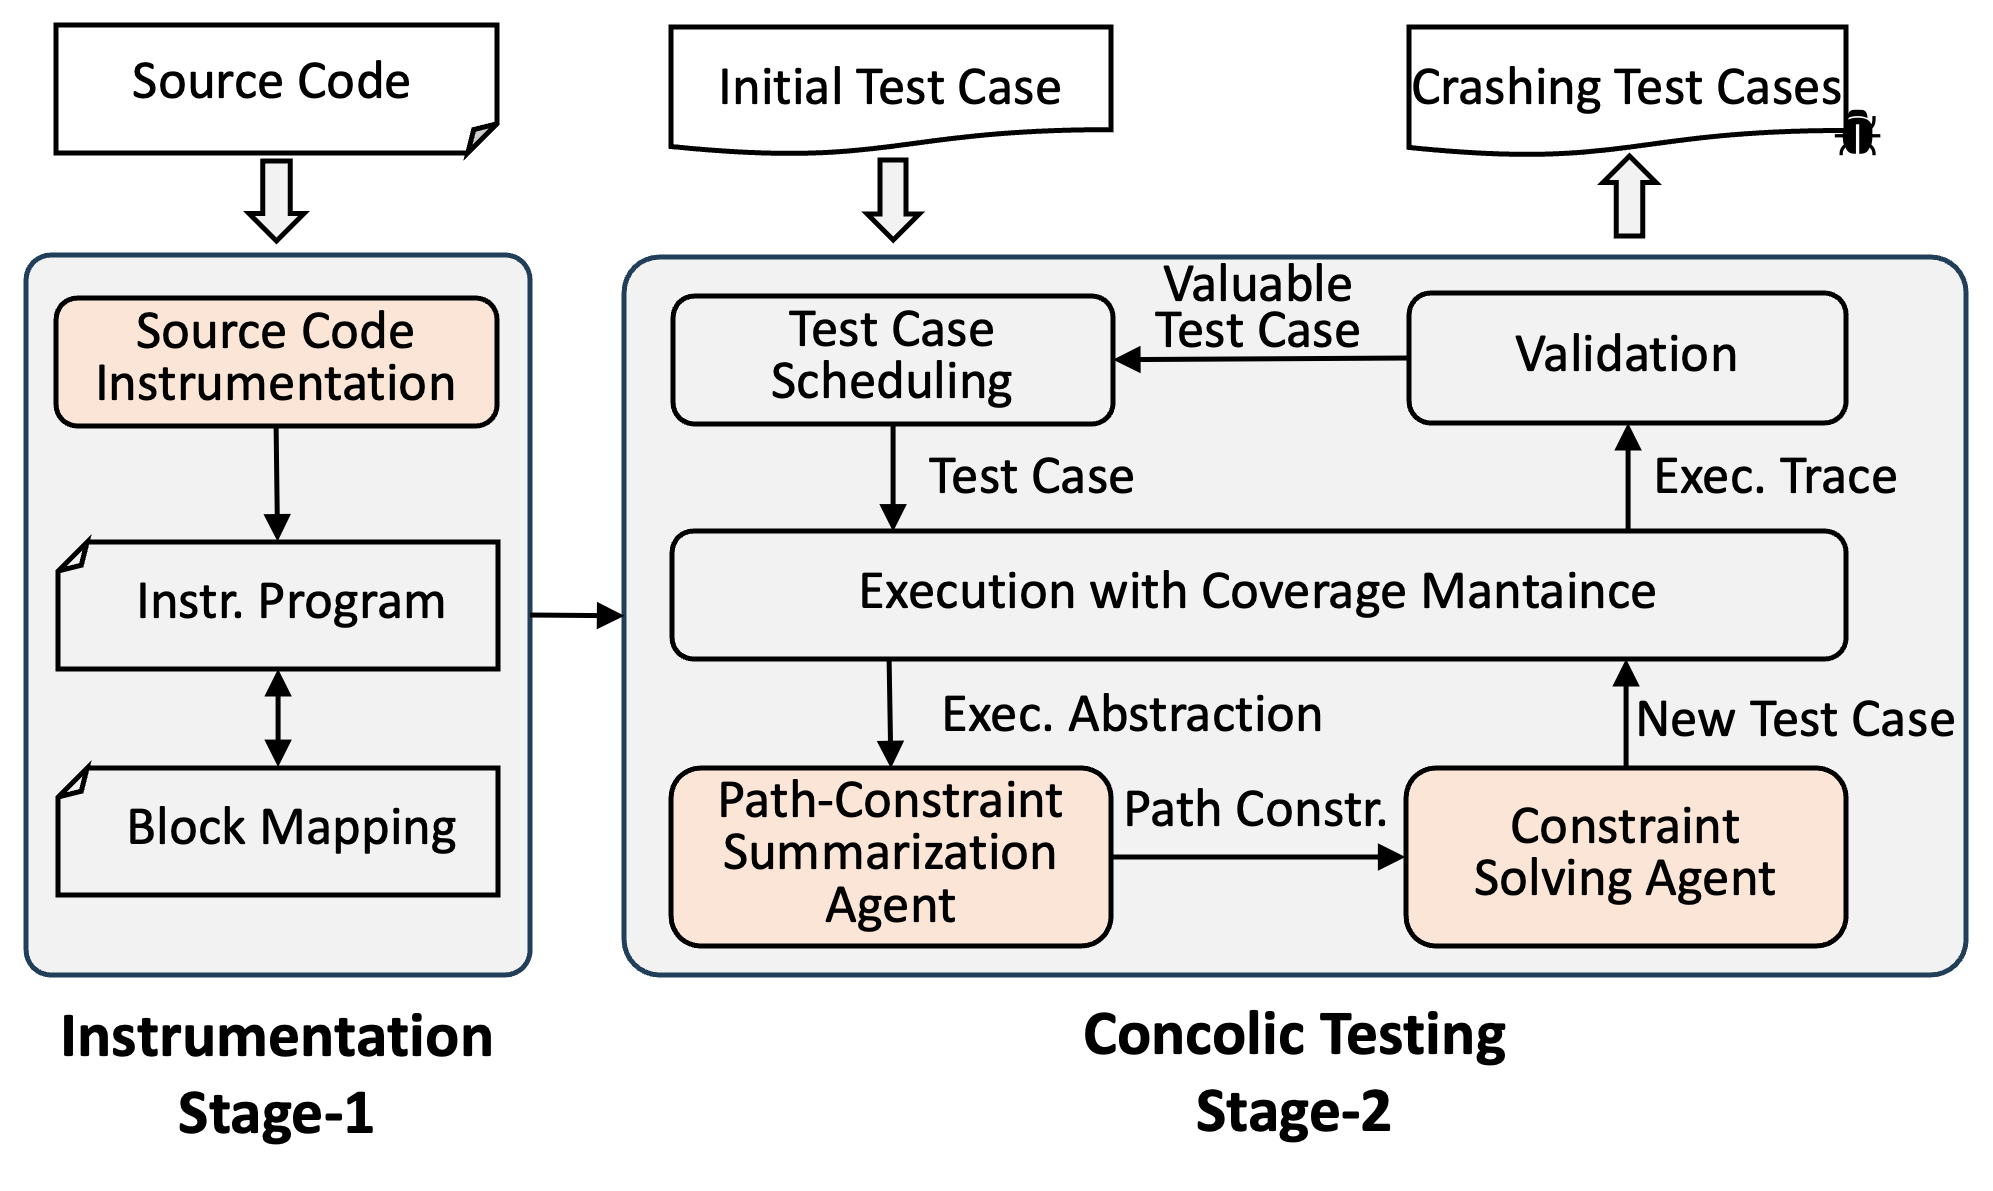 Source Code
Initial Test Case
Crashing Test Cases
Source Code
Instrumentation
Instr. Program
Block Mapping
Test Case
Scheduling
Valuable
Test Case
Validation
Test Case
Exec. Trace
Execution with Coverage Mantaince
Exec. Abstraction
New Test Case
Path-Constraint
Summarization
Agent
Path Constr.
Constraint
Solving Agent
Instrumentation
Stage-1
Concolic Testing
Stage-2